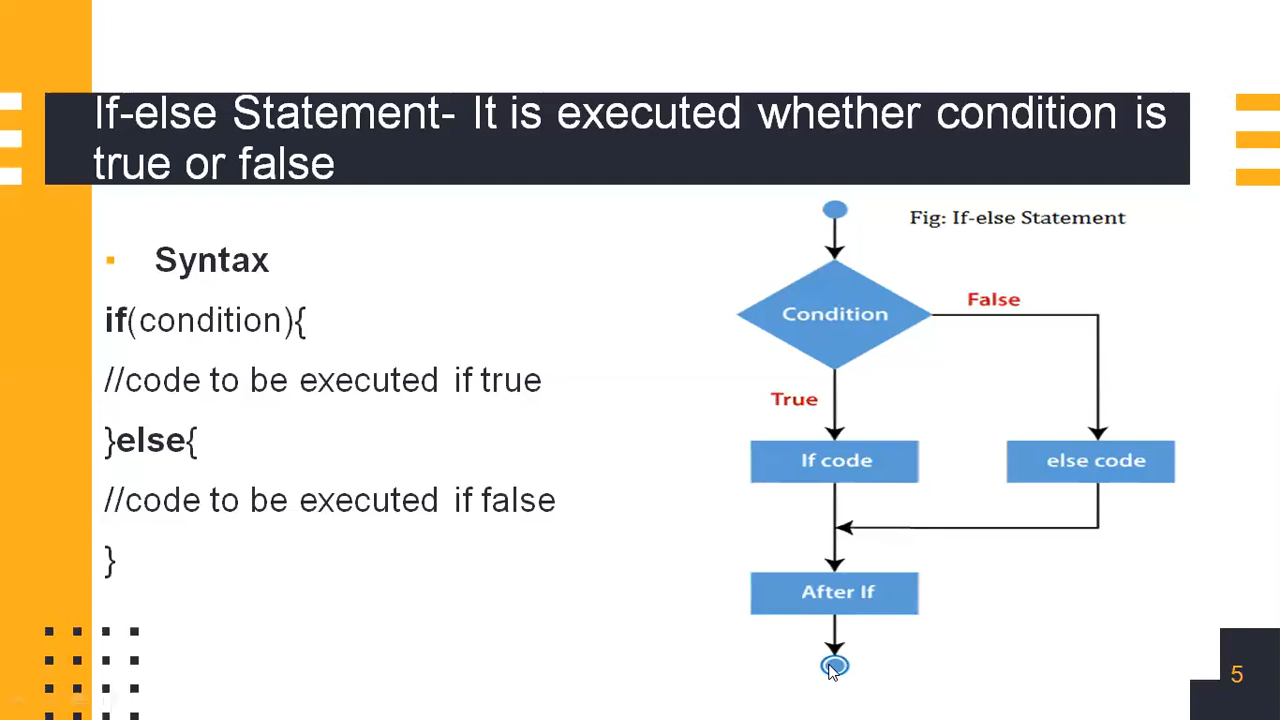 If-else Statement- It is executed whether condition is
true or false
Syntax
if(condition){
//code to be executed if true
}else{
//code to be executed if false
}
Fig: If-else Statement
Condition
False
True
If code
else code
After If
5